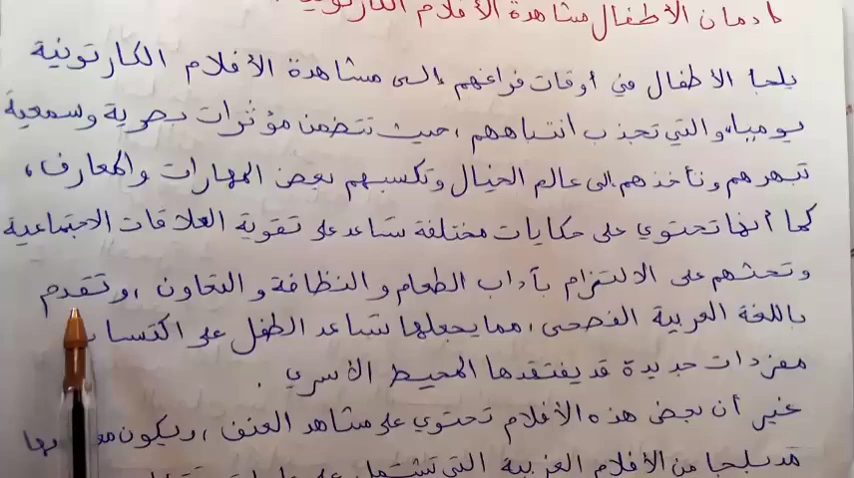 إدمان الأطفال مشاهدة الأفلام الكارتونية
يلجأ الأطفال في أوقات فراغهم إلى مشاهدة الأفلام الكارتونية
يوميا، والتي تجذب انتباههم، حيث تتضمن مؤثرات بصرية وسمعية
تبهرهم وتأخذهم إلى عالم الخيال وتكسبهم بعض المهارات والمعارف،
كما أنها تحتوي على حكايات مختلفة تساعد على تقوية العلاقات الاجتماعية
وتحثهم على الالتزام بآداب الطعام والنظافة والتعاون، وتقدم
باللغة العربية الفصحى، مما يجعلها تساعد الطفل على اكتساب
مفردات جديدة قد يفتقدها المحيط الأسري.
غير أن بعض هذه الأفلام تحتوي على مشاهد العنف، ويكون
من الأفلام الغربية التي تشتمل على